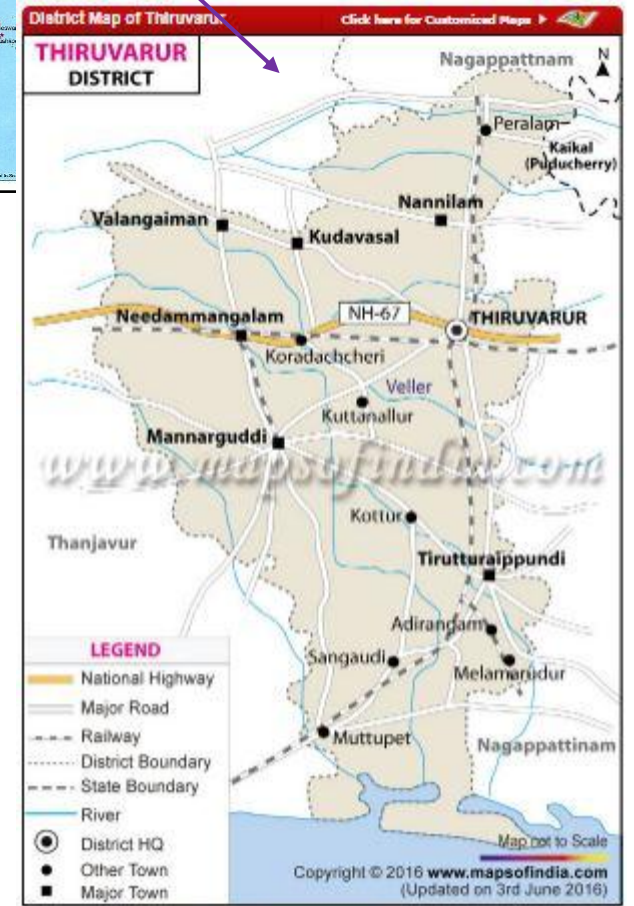 District Map of Thiruvarur
Click here for Customized Maps
THIRUVARUR
DISTRICT
Nagappattnam
N
Peralam
Kaikal
(Puducherry)
Nannilam
Valangaiman
Kudavasal
NH-67
Needammangalam
THIRUVARUR
Koradachcheri
Veller
Kuttanallur
Mannarguddi
www.mapsofindia.com
Kottur
Thanjavur
Tirutturaippundi
Adirangam
LEGEND
Sangaudi
Melamarudur
National Highway
Major Road
Railway
Muttupet
Nagappattinam
District Boundary
State Boundary
River
District HQ
Map not to Scale
Other Town
Copyright © 2016 www.mapsofindia.com
Major Town
(Updated on 3rd June 2016)